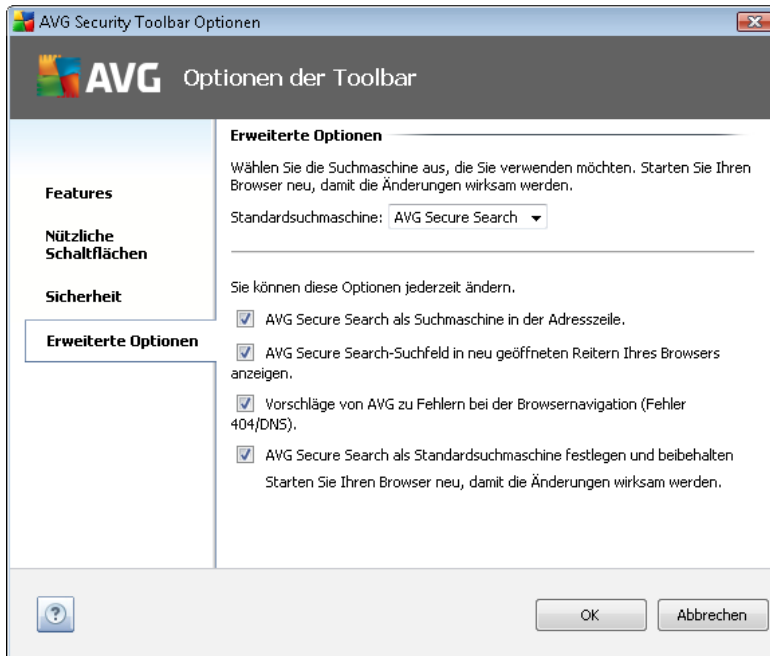 AVG Security Toolbar Optionen
AVG Optionen der Toolbar
Features
Nützliche
Schaltflächen
Sicherheit
Erweiterte Optionen
Erweiterte Optionen
Wählen Sie die Suchmaschine aus, die Sie verwenden möchten. Starten Sie Ihren
Browser neu, damit die Änderungen wirksam werden.
Standardsuchmaschine: AVG Secure Search
Sie können diese Optionen jederzeit ändern.
AVG Secure Search als Suchmaschine in der Adresszeile.
AVG Secure Search-Suchfeld in neu geöffneten Reitern Ihres Browsers
anzeigen.
Vorschläge von AVG zu Fehlern bei der Browsernavigation (Fehler
404/DNS).
AVG Secure Search als Standardsuchmaschine festlegen und beibehalten
Starten Sie Ihren Browser neu, damit die Änderungen wirksam werden.
?
OK
Abbrechen